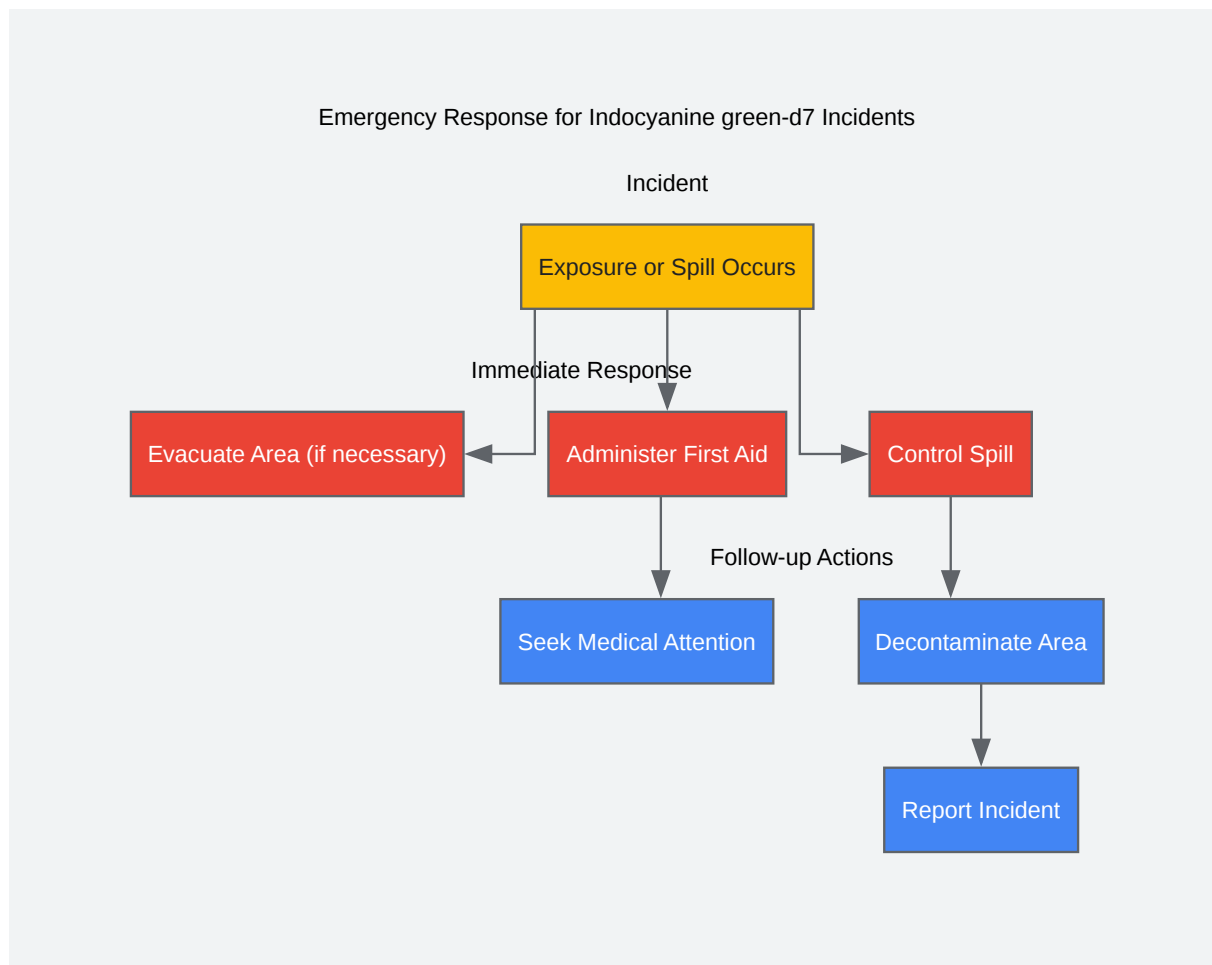 Emergency Response for Indocyanine green-d7 Incidents
Incident
Exposure or Spill Occurs
Immediate Response
Evacuate Area (if necessary)
Administer First Aid
Control Spill
Follow-up Actions
Seek Medical Attention
Decontaminate Area
Report Incident